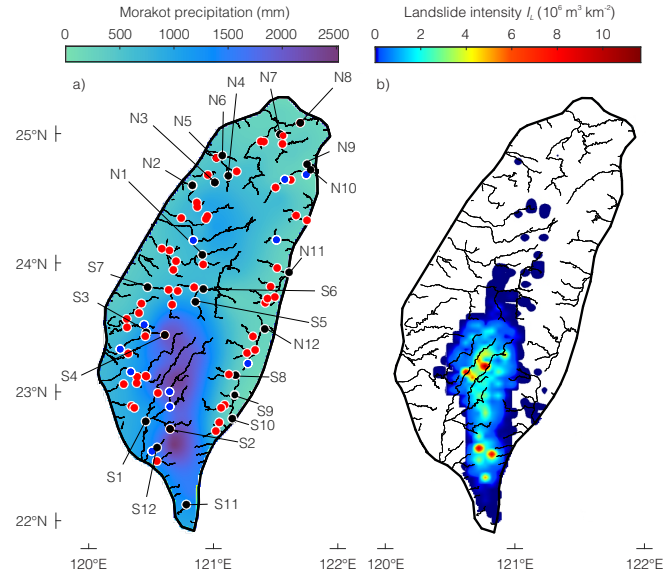 Morakot precipitation (mm)
0 500 1000 1500 2000 2500
Landslide intensity I_L (10⁶ m³ km⁻²)
0 2 4 6 8 10
a)
b)
N7
N8
N6
N4
N3
N5
N2
N9
N10
N1
N11
S7
S6
S3
S5
N12
S4
S8
S9
S10
S2
S1
S12
S11
25°N
24°N
23°N
22°N
120°E 121°E 122°E
120°E 121°E 122°E